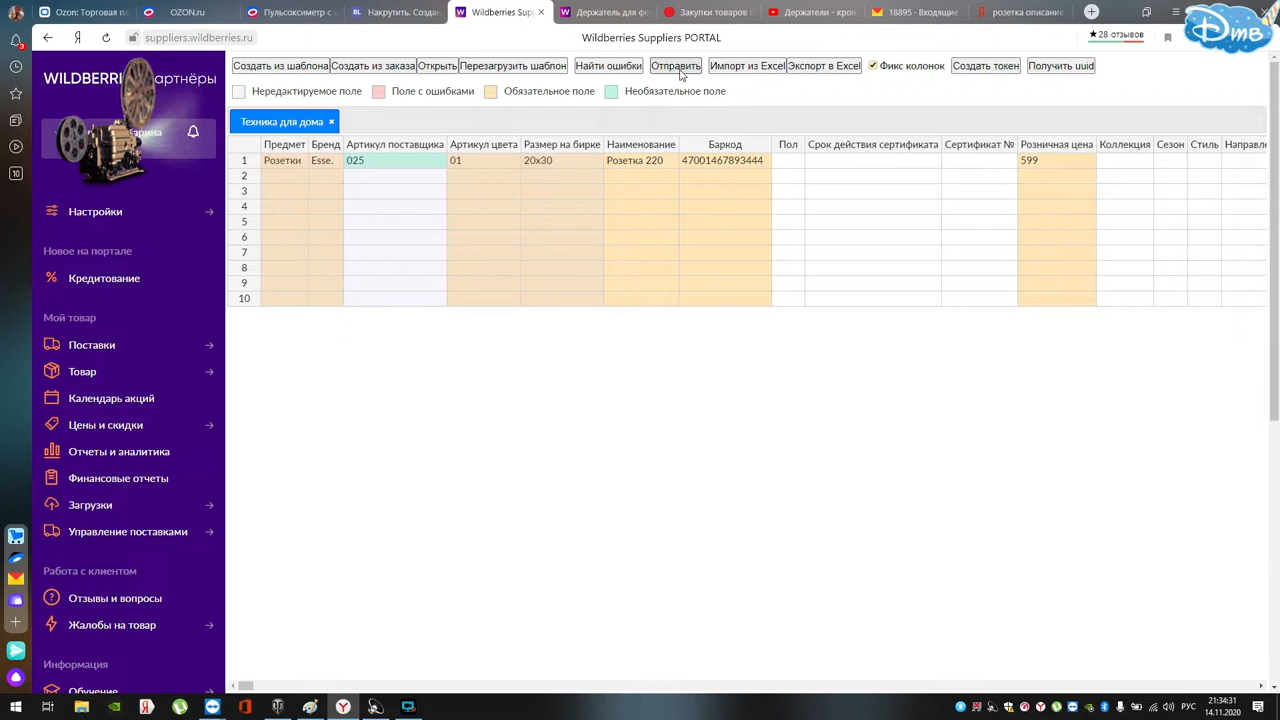 Ozon: Торговая
OZON.ru
Пульсоксиметр с
BL Накрутить. Создан
Wildberries Sup
Держатель для ф
Закупки товаров
Держатели - кро
18895 - Входящие
розетка описание
suppliers.wildberries.ru
Wildberries Suppliers PORTAL
★28 отзывов
Dmв
Создать из шаблона Создать из заказа Открыть Перезагрузить шаблон Найти ошибки Отправить Импорт из Excel Экспорт в Excel Фикс колонок Создать токен Получить uuid
Нередактируемое поле Поле с ошибками Обязательное поле Необязательное поле
Техника для дома ×
Предмет Бренд Артикул поставщика Артикул цвета Размер на бирке Наименование Баркод Пол Срок действия сертификата Сертификат № Розничная цена Коллекция Сезон Стиль Направле
1 Розетки Esse. 025 01 20x30 Розетка 220 47001467893444 599
2
3
4
5
6
7
8
9
10
WILDBERRI артнёры
арина
Настройки
Новое на портале
Кредитование
Мой товар
Поставки
Товар
Календарь акций
Цены и скидки
Отчеты и аналитика
Финансовые отчеты
Загрузки
Управление поставками
Работа с клиентом
Отзывы и вопросы
Жалобы на товар
Информация
Обучение
РУС
21:34:31
14.11.2020